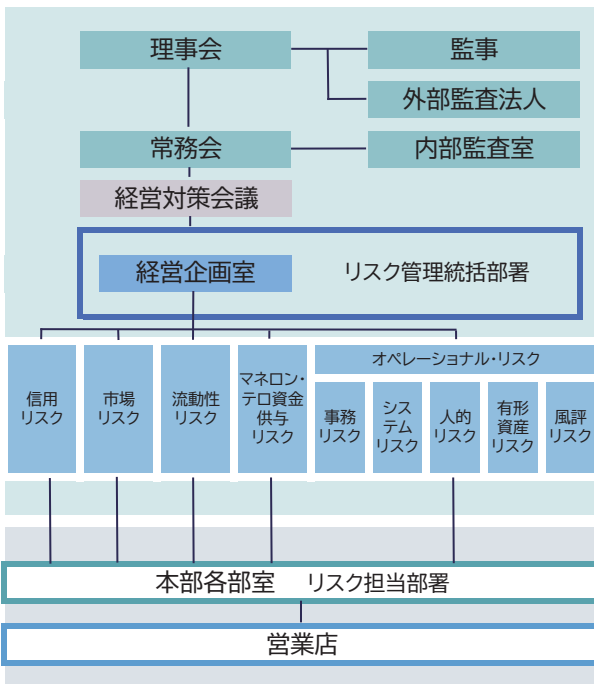 理事会
監事
外部監査法人
常務会
内部監査室
経営対策会議
経営企画室
リスク管理統括部署
信用
リスク
市場
リスク
流動性
リスク
マネロン・
テロ資金
供与
リスク
オペレーショナル・リスク
事務
リスク
シス
テム
リスク
人的
リスク
有形
資産
リスク
風評
リスク
本部各部室 リスク担当部署
営業店